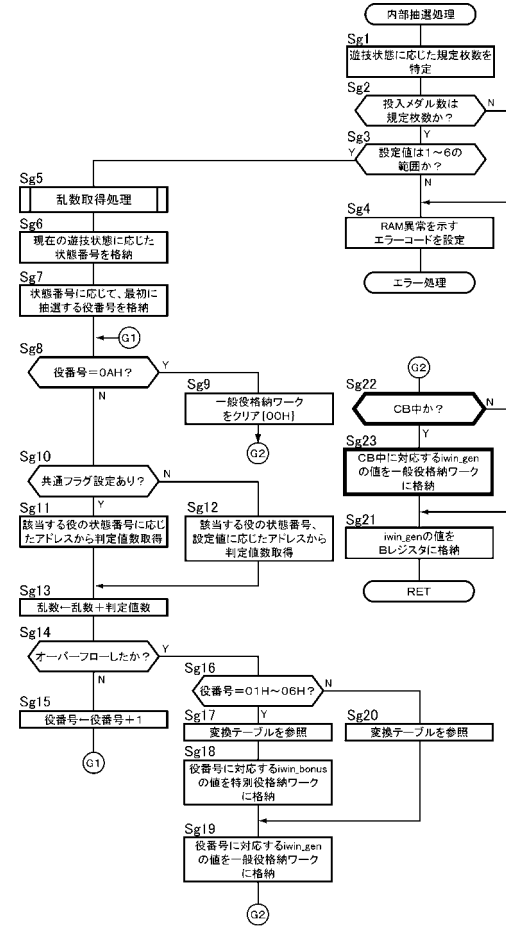 内部抽選処理
Sg1
遊技状態に応じた規定枚数を
特定
Sg2
投入メダル数は
規定枚数か?
N
Y
Sg3
設定値は1～6の
範囲か?
Y
N
Sg4
RAM異常を示す
エラーコードを設定
エラー処理
Sg5
乱数取得処理
Sg6
現在の遊技状態に応じた
状態番号を格納
Sg7
状態番号に応じて、最初に
抽選する役番号を格納
G1
Sg8
役番号=0AH?
Y
N
Sg9
一般役格納ワーク
をクリア[00H]
G2
Sg10
共通フラグ設定あり?
N
Y
Sg11
該当する役の状態番号に応じ
たアドレスから判定値数取得
Sg12
該当する役の状態番号、
設定値に応じたアドレスから
判定値数取得
Sg13
乱数←乱数+判定値数
Sg14
オーバーフローしたか?
Y
N
Sg15
役番号←役番号+1
G1
Sg16
役番号=01H～06H?
N
Y
Sg17
変換テーブルを参照
Sg18
役番号に対応するiwin_bonus
の値を特別役格納ワーク
に格納
Sg20
変換テーブルを参照
Sg19
役番号に対応するiwin_gen
の値を一般役格納ワーク
に格納
G2
G2
Sg22
CB中か?
N
Y
Sg23
CB中に対応するiwin_gen
の値を一般役格納ワーク
に格納
Sg21
iwin_genの値を
Bレジスタに格納
RET